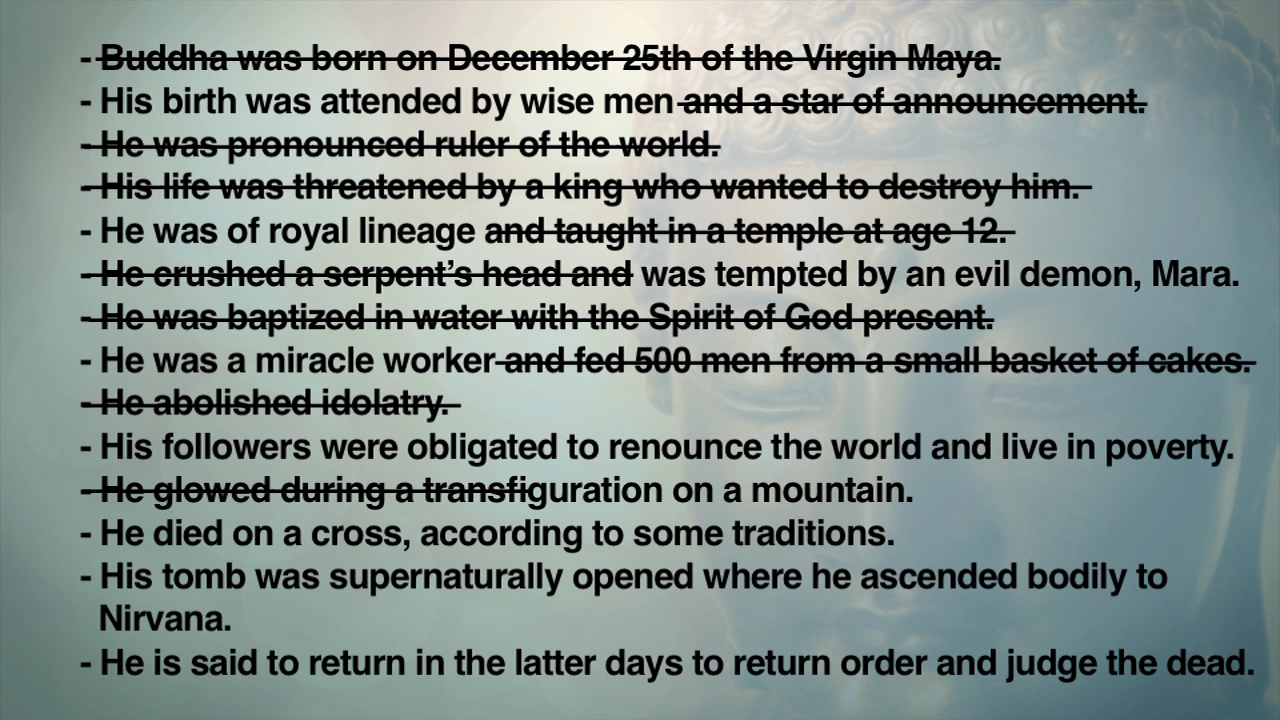 - Buddha was born on December 25th of the Virgin Maya.
- His birth was attended by wise men and a star of announcement.
- He was pronounced ruler of the world.
- His life was threatened by a king who wanted to destroy him.
- He was of royal lineage and taught in a temple at age 12.
- He crushed a serpent’s head and was tempted by an evil demon, Mara.
- He was baptized in water with the Spirit of God present.
- He was a miracle worker and fed 500 men from a small basket of cakes.
- He abolished idolatry.
- His followers were obligated to renounce the world and live in poverty.
- He glowed during a transfiguration on a mountain.
- He died on a cross, according to some traditions.
- His tomb was supernaturally opened where he ascended bodily to
Nirvana.
- He is said to return in the latter days to return order and judge the dead.